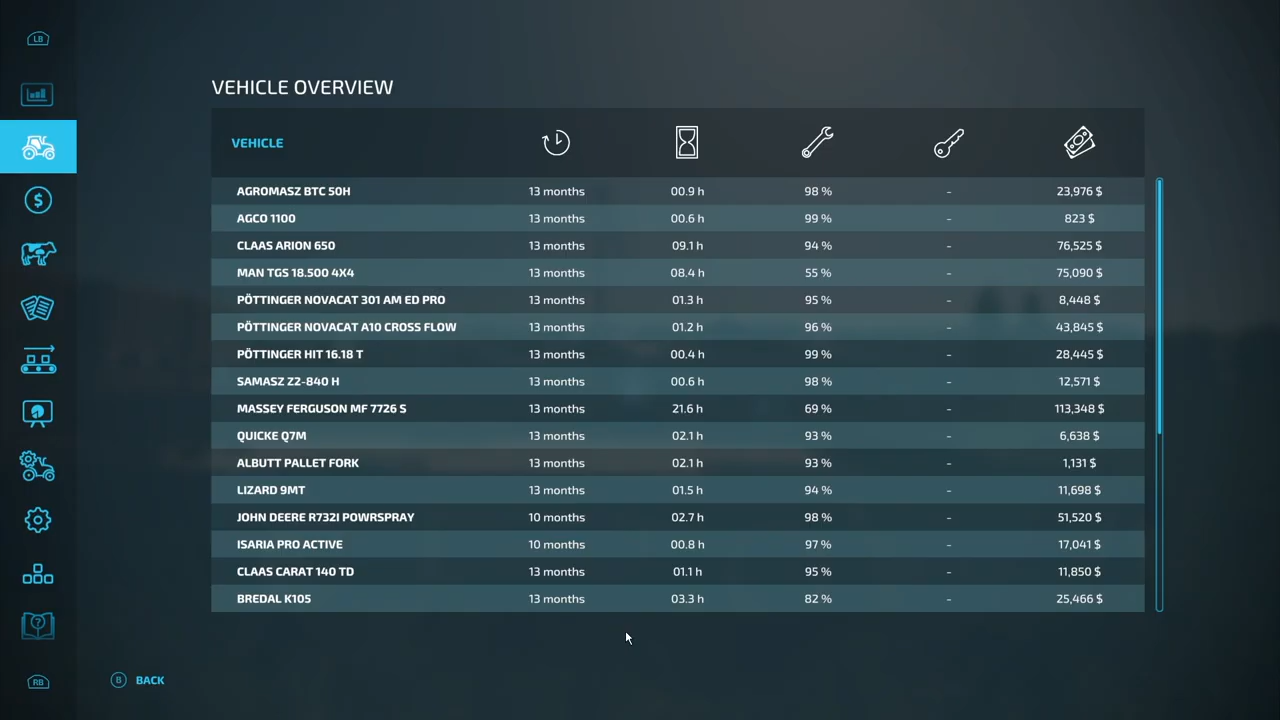 LB
VEHICLE OVERVIEW
VEHICLE
AGROMASZ BTC 50H 13 months 00.9 h 98 % - 23,976 $
AGCO 1100 13 months 00.6 h 99 % - 823 $
CLAAS ARION 650 13 months 09.1 h 94 % - 76,525 $
MAN TGS 18.500 4X4 13 months 08.4 h 55 % - 75,090 $
PÖTTINGER NOVACAT 301 AM ED PRO 13 months 01.3 h 95 % - 8,448 $
PÖTTINGER NOVACAT A10 CROSS FLOW 13 months 01.2 h 96 % - 43,845 $
PÖTTINGER HIT 16.18 T 13 months 00.4 h 99 % - 28,445 $
SAMASZ Z2-840 H 13 months 00.6 h 98 % - 12,571 $
MASSEY FERGUSON MF 7726 S 13 months 21.6 h 69 % - 113,348 $
QUICKE Q7M 13 months 02.1 h 93 % - 6,638 $
ALBUTT PALLET FORK 13 months 02.1 h 93 % - 1,131 $
LIZARD 9MT 13 months 01.5 h 94 % - 11,698 $
JOHN DEERE R732I POWRSPRAY 10 months 02.7 h 98 % - 51,520 $
ISARIA PRO ACTIVE 10 months 00.8 h 97 % - 17,041 $
CLAAS CARAT 140 TD 13 months 01.1 h 95 % - 11,850 $
BREDAL K105 13 months 03.3 h 82 % - 25,466 $
RB
B BACK